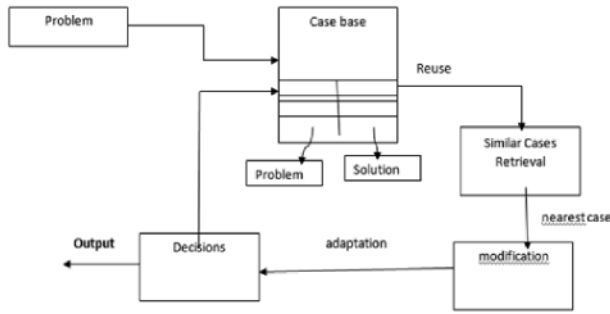 Problem
Case base
Reuse
Similar Cases
Retrieval
Problem
Solution
nearest case
Output
Decisions
adaptation
modification